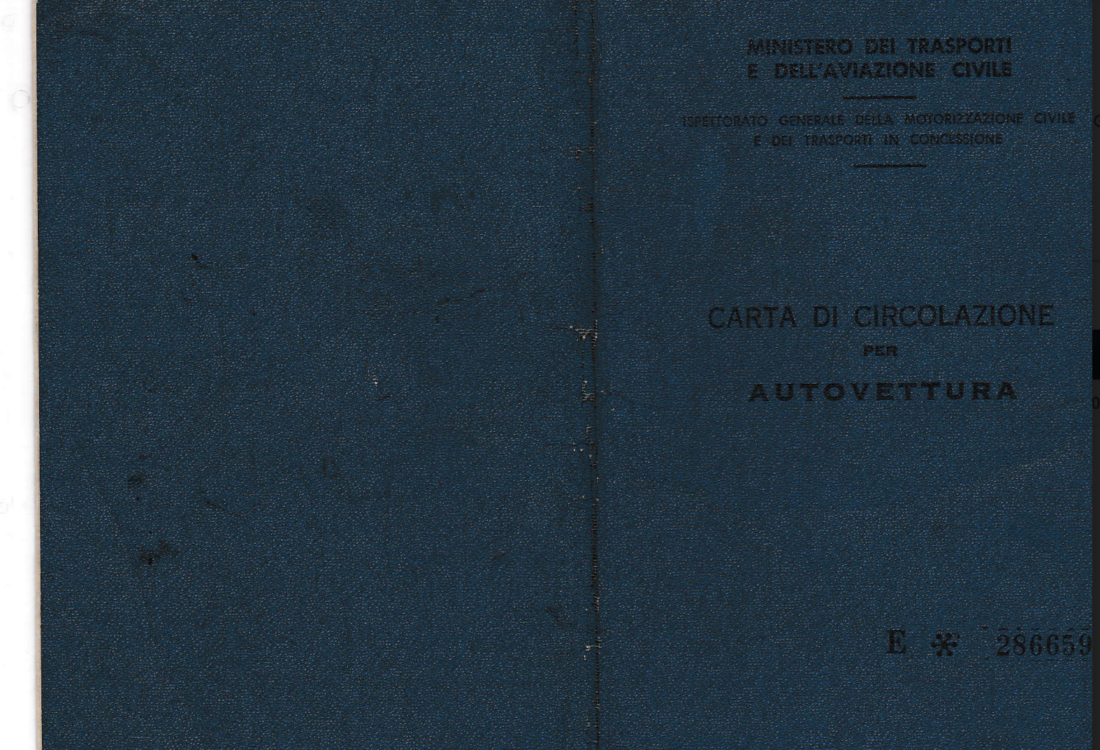 MINISTERO DEI TRASPORTI
E DELL'AVIAZIONE CIVILE
ISPETTORATO GENERALE DELLA MOTORIZZAZIONE CIVILE
E DEI TRASPORTI IN CONCESSIONE
CARTA DI CIRCOLAZIONE
PER
AUTOVETTURA
E * 286659